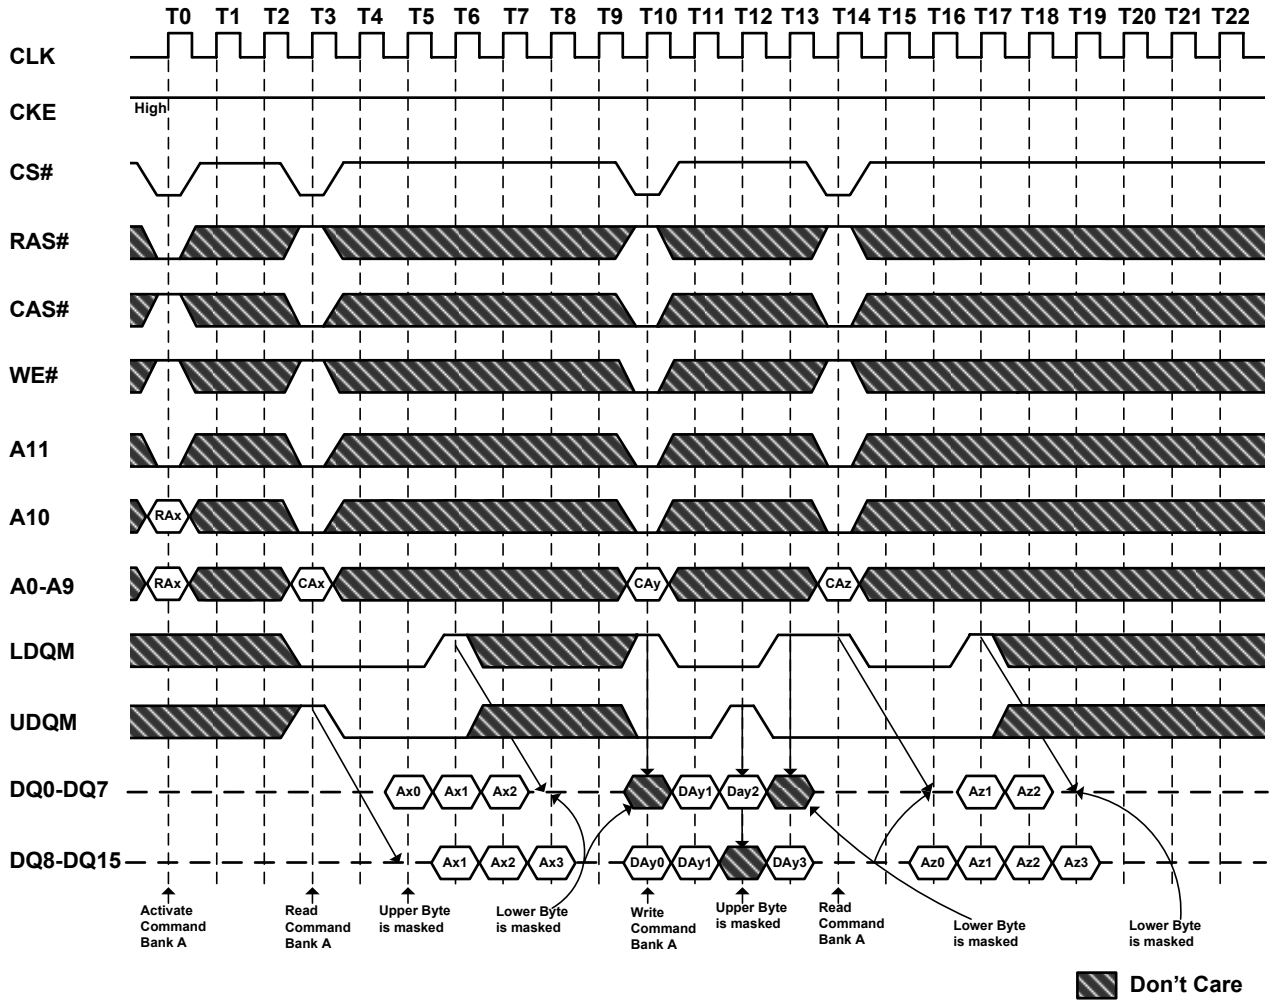 T0 T1 T2 T3 T4 T5 T6 T7 T8 T9 T10 T11 T12 T13 T14 T15 T16 T17 T18 T19 T20 T21 T22
CLK
CKE
High
CS#
RAS#
CAS#
WE#
A11
A10
RAx
A0-A9
RAx CAx CAy CAz
LDQM
UDQM
DQ0-DQ7
Ax0 Ax1 Ax2 DAy1 Day2 Az1 Az2
DQ8-DQ15
Ax1 Ax2 Ax3 DAy0 DAy1 DAy3 Az0 Az1 Az2 Az3
Activate
Command
Bank A
Read
Command
Bank A
Upper Byte
is masked
Lower Byte
is masked
Write
Command
Bank A
Upper Byte
is masked
Read
Command
Bank A
Lower Byte
is masked
Lower Byte
is masked
Don't Care